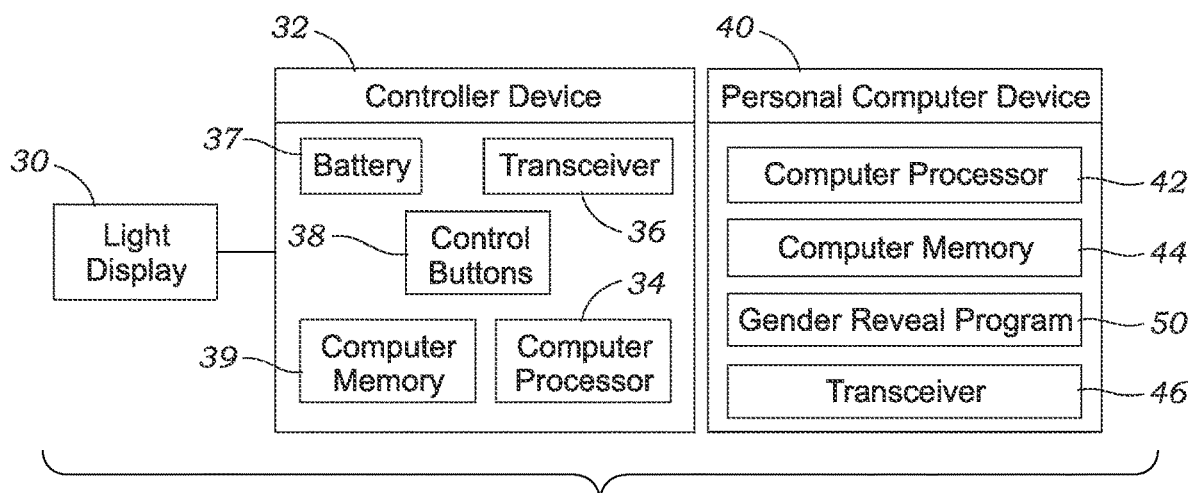 32
40
Controller Device
Personal Computer Device
37
Battery
Transceiver
36
30
Light
Display
38
Control
Buttons
34
39
Computer
Memory
Computer
Processor
Computer Processor
42
Computer Memory
44
Gender Reveal Program
50
Transceiver
46